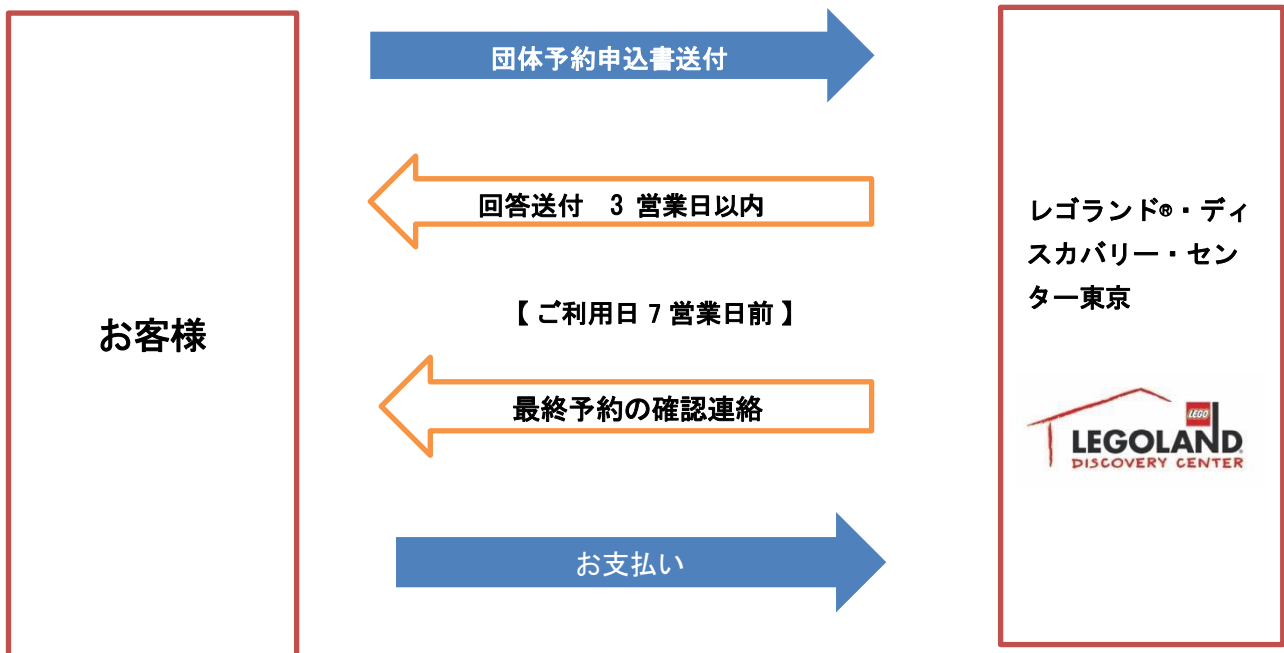 団体予約申込書送付
回答送付　3 営業日以内
レゴランド®・ディ
スカバリー・セン
ター東京
【 ご利用日 7 営業日前 】
お客様
最終予約の確認連絡
LEGO
LEGOLAND
DISCOVERY CENTER
お支払い